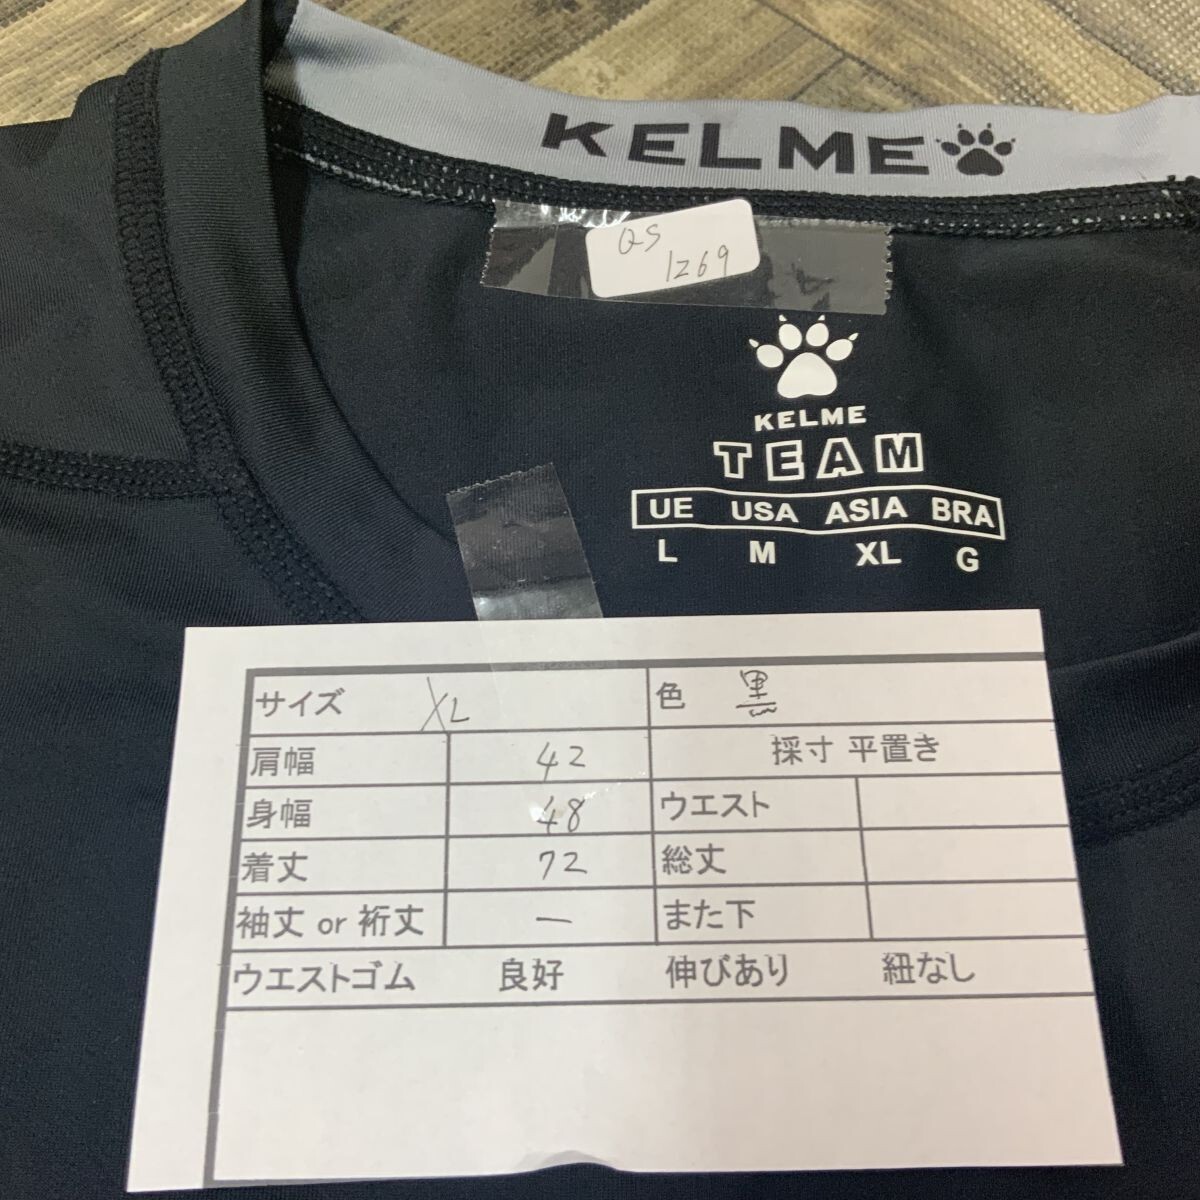 KELME
QS
1269
KELME
TEAM
UE USA ASIA BRA
L M XL G
サイズ XL 色 黒
肩幅 42 採寸 平置き
身幅 48 ウエスト
着丈 72 総丈
袖丈 or 裄丈 — また下
ウエストゴム 良好 伸びあり 紐なし